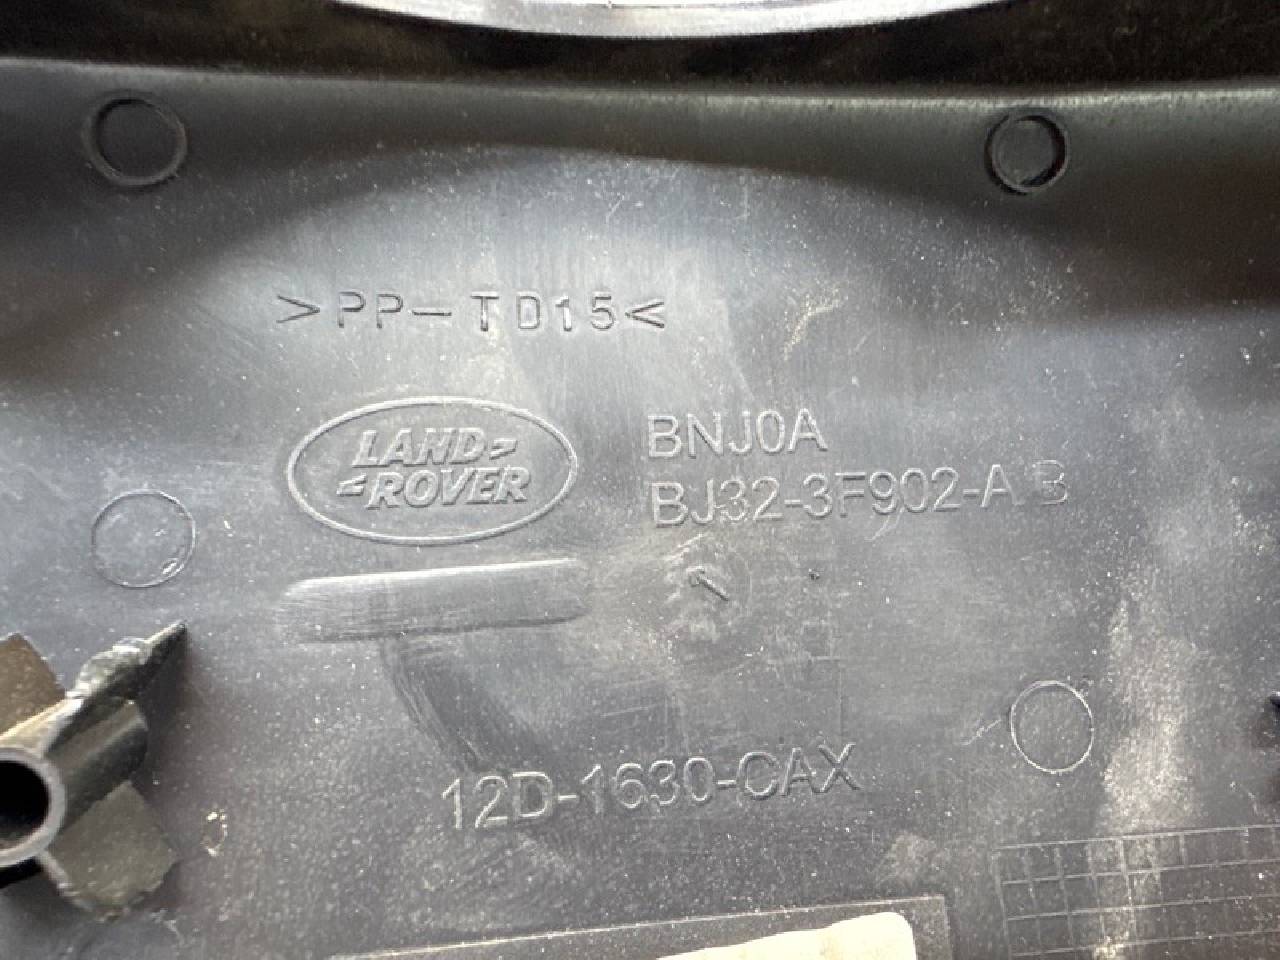 >PP-TD15<
LAND
ROVER
BNJ0A
BJ32-3F902-AB
12D-1630-CAX